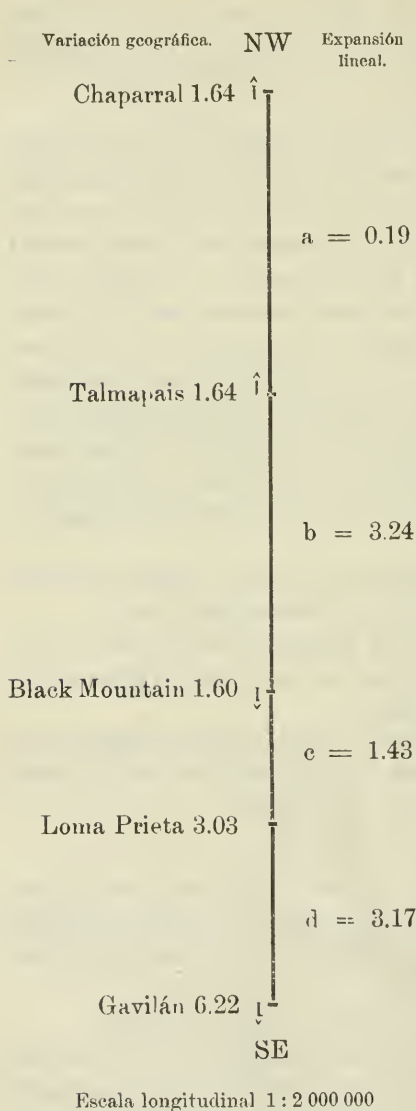 Variación geográfica. NW Expansión
lineal.
Chaparral 1.64
a = 0.19
Talmapais 1.64
b = 3.24
Black Mountain 1.60
c = 1.43
Loma Prieta 3.03
d = 3.17
Gavilán 6.22
SE
Escala longitudinal 1 : 2 000 000